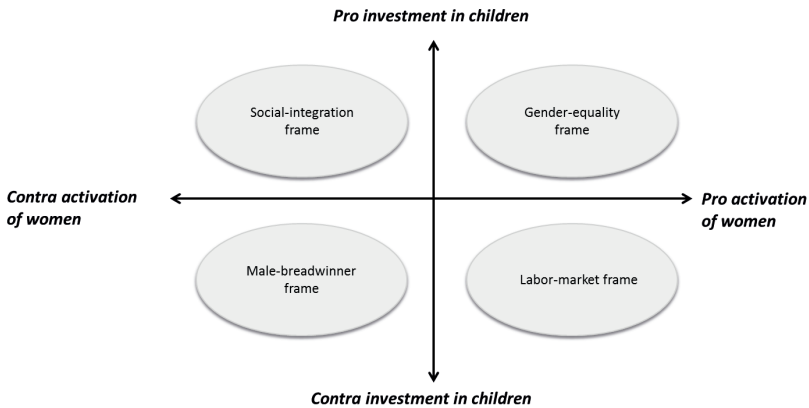 Pro investment in children
Social-integration
frame
Gender-equality
frame
Contra activation
of women
Pro activation
of women
Male-breadwinner
frame
Labor-market frame
Contra investment in children